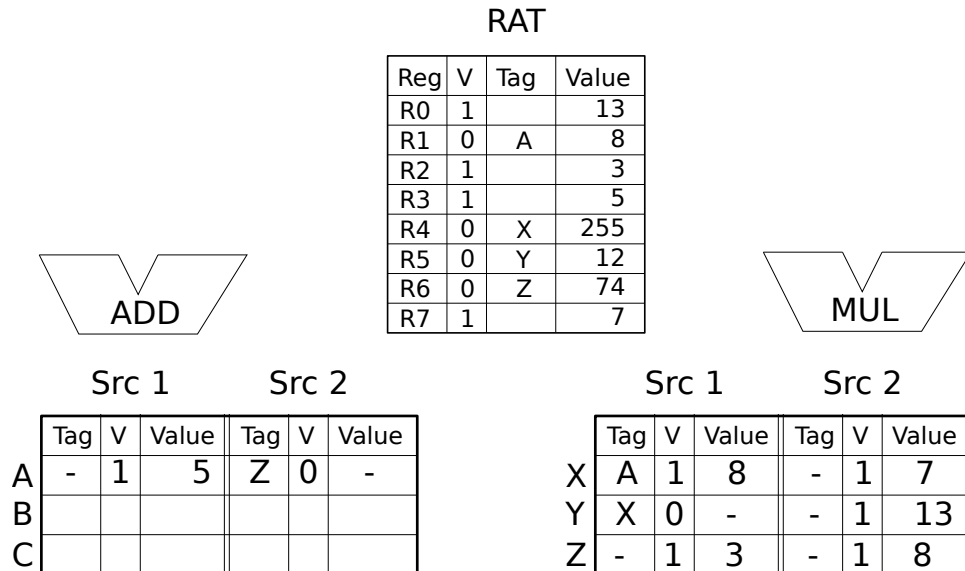 RAT
Reg V Tag Value
R0 1 13
R1 0 A 8
R2 1 3
R3 1 5
R4 0 X 255
R5 0 Y 12
R6 0 Z 74
R7 1 7
ADD
MUL
Src 1 Src 2
Tag V Value Tag V Value
A - 1 5 Z 0 -
B
C
Src 1 Src 2
Tag V Value Tag V Value
X A 1 8 - 1 7
Y X 0 - - 1 13
Z - 1 3 - 1 8